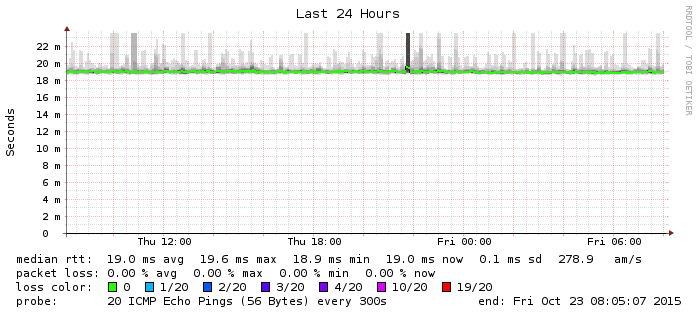 Last 24 Hours
RRDTOOL / TOBI OETIKER
Seconds
22 m
20 m
18 m
16 m
14 m
12 m
10 m
8 m
6 m
4 m
2 m
0
Thu 12:00 Thu 18:00 Fri 00:00 Fri 06:00
median rtt: 19.0 ms avg 19.6 ms max 18.9 ms min 19.0 ms now 0.1 ms sd 278.9 am/s
packet loss: 0.00 % avg 0.00 % max 0.00 % min 0.00 % now
loss color: 0 1/20 2/20 3/20 4/20 10/20 19/20
probe: 20 ICMP Echo Pings (56 Bytes) every 300s end: Fri Oct 23 08:05:07 2015